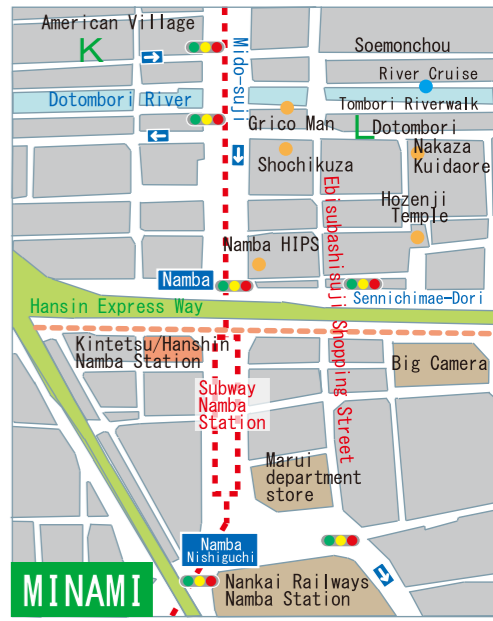 American Village
K
Mido-suji
Soemonchou
River Cruise
Dotombori River
Tombori Riverwalk
Grico Man
L
Dotombori
Nakaza
Kuidaore
Shochikuza
Ebisubashisuji Shopping Street
Hozenji
Temple
Namba HIPS
Namba
Sennichimae-Dori
Hansin Express Way
Kintetsu/Hanshin
Namba Station
Big Camera
Subway
Namba
Station
Marui
department
store
Namba
Nishiguchi
MINAMI
Nankai Railways
Namba Station